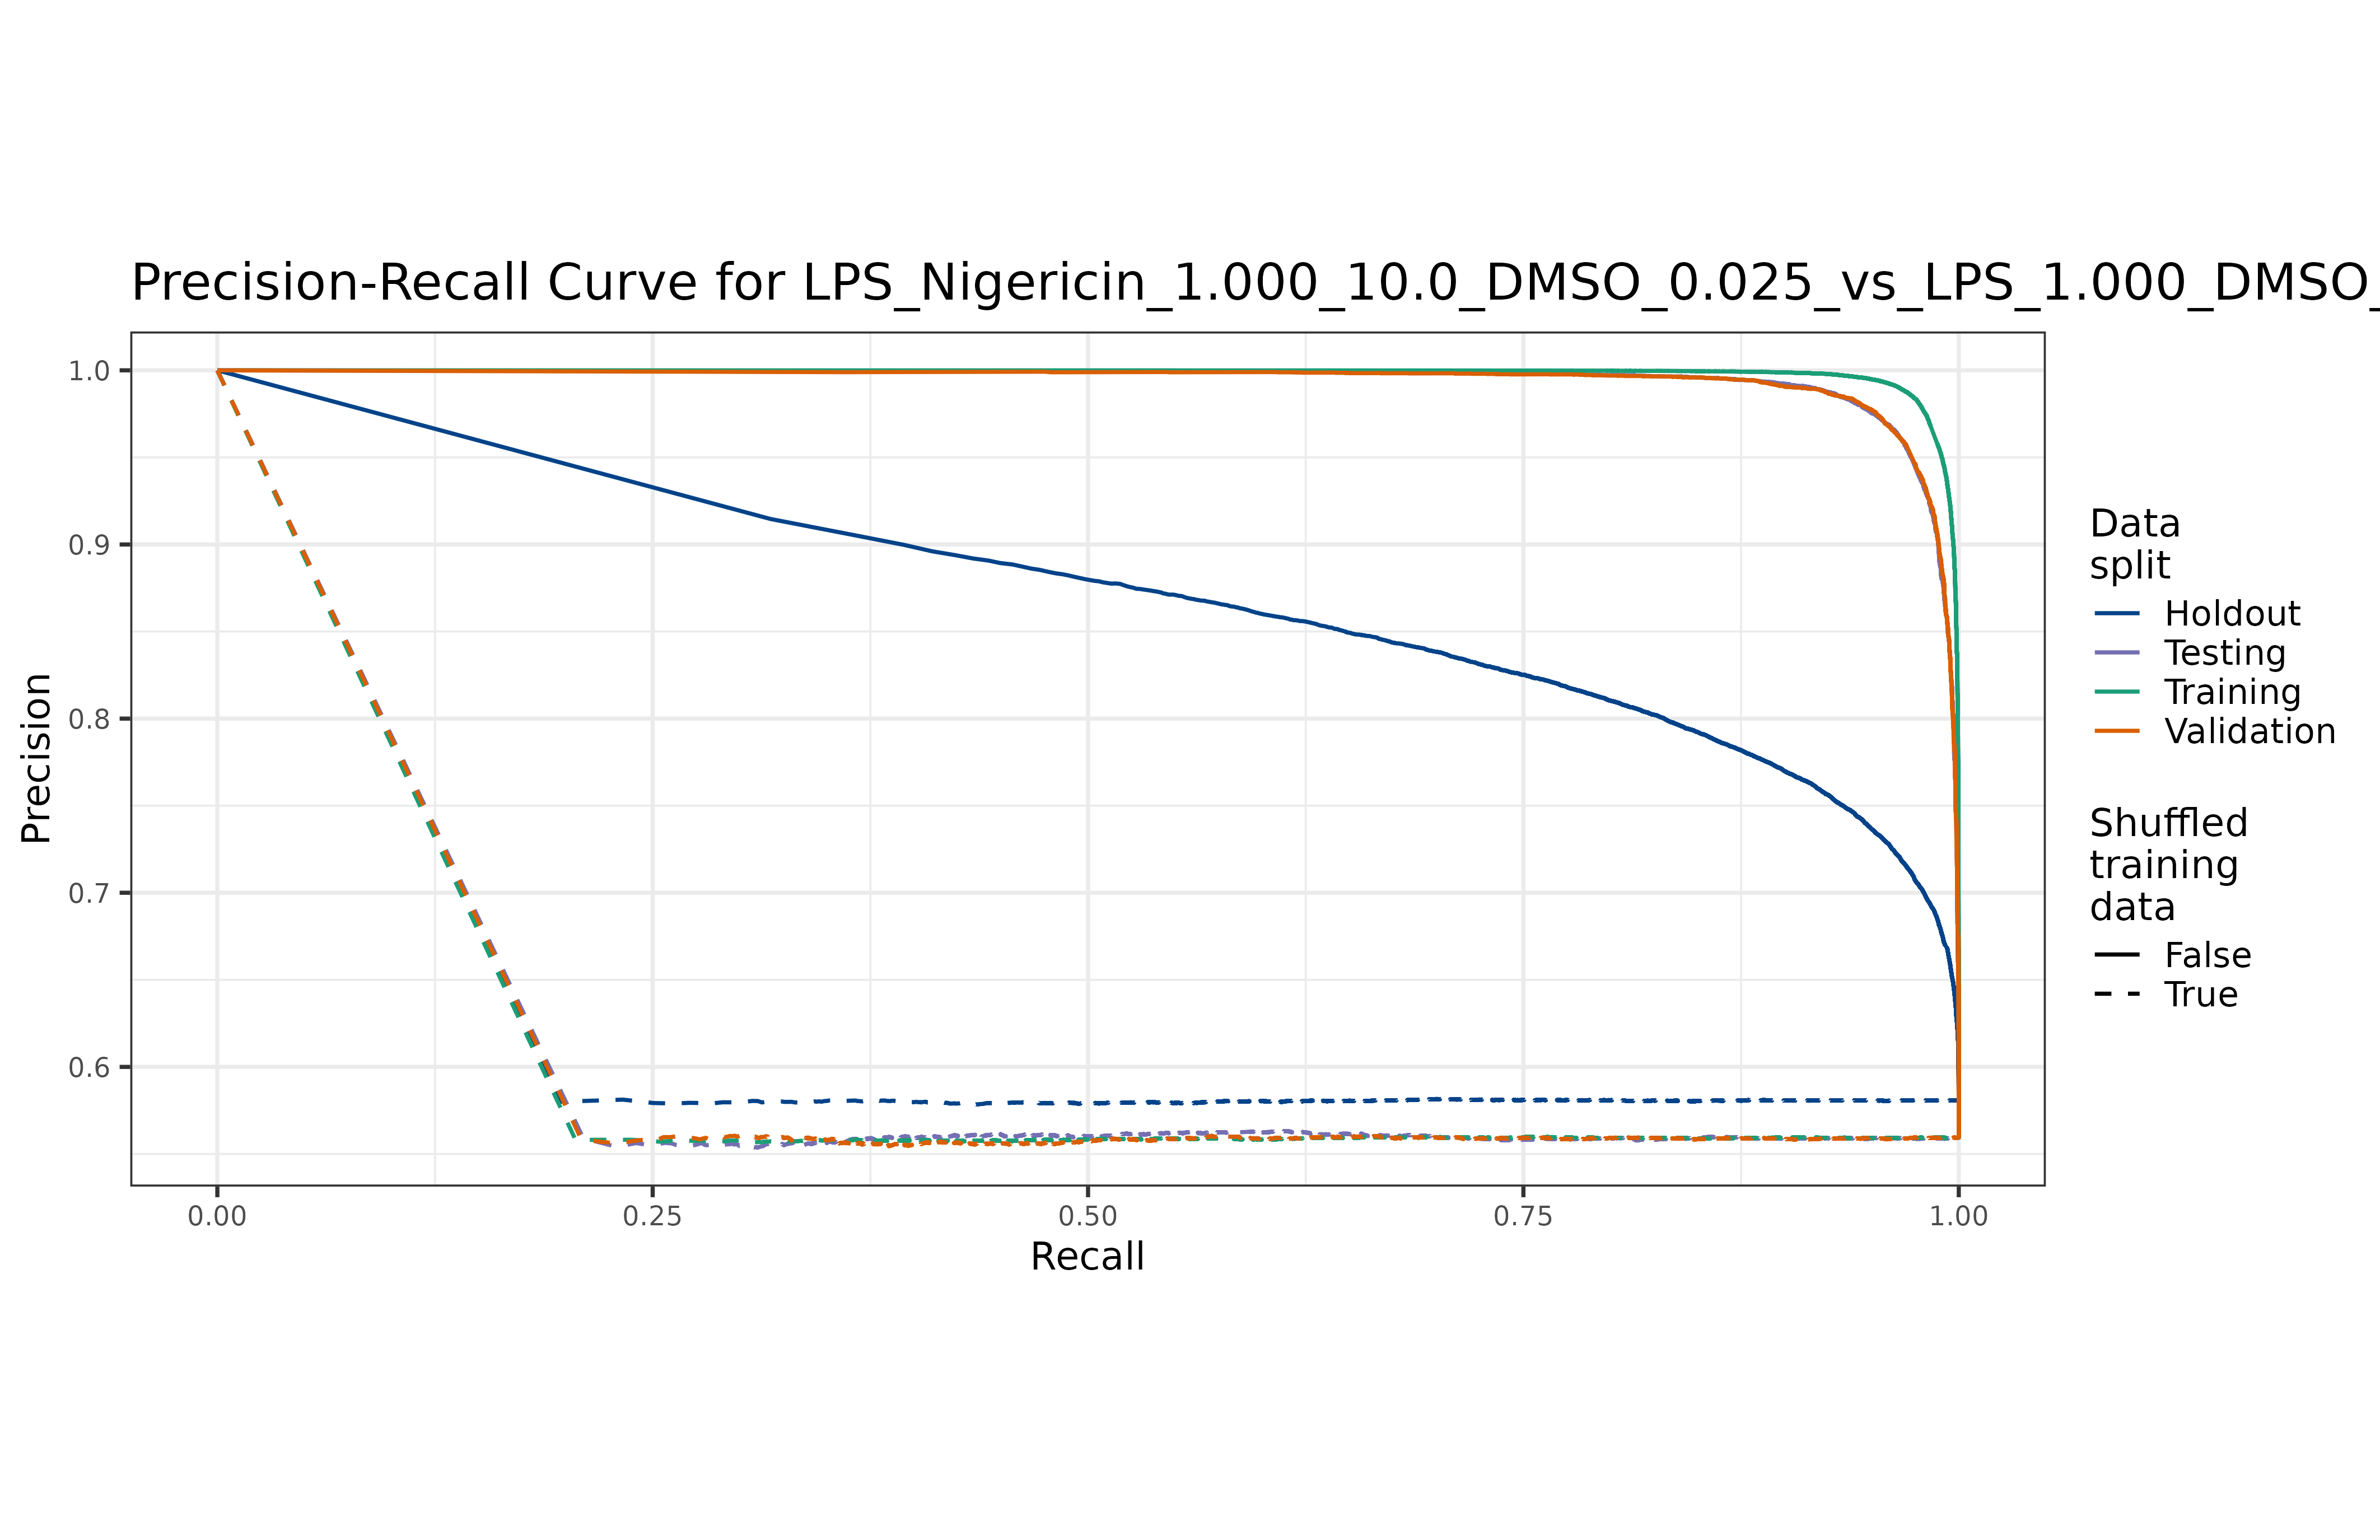 Precision-Recall Curve for LPS_Nigericin_1.000_10.0_DMSO_0.025_vs_LPS_1.000_DMSO_
1.0
0.9
0.8
0.7
0.6
Precision
0.00
0.25
0.50
0.75
1.00
Recall
Data
split
Holdout
Testing
Training
Validation
Shuffled
training
data
False
True